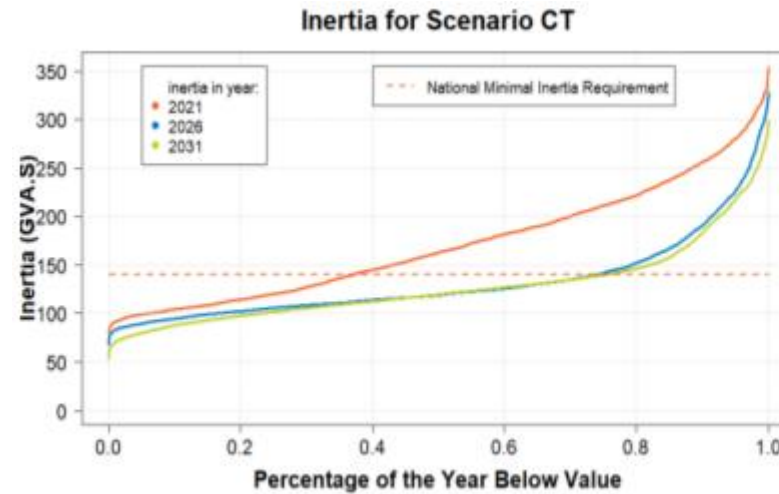 Inertia for Scenario CT
inertia in year:
2021
2026
2031
National Minimal Inertia Requirement
Inertia (GVA.S)
350
300
250
200
150
100
50
0
0.0 0.2 0.4 0.6 0.8 1.0
Percentage of the Year Below Value